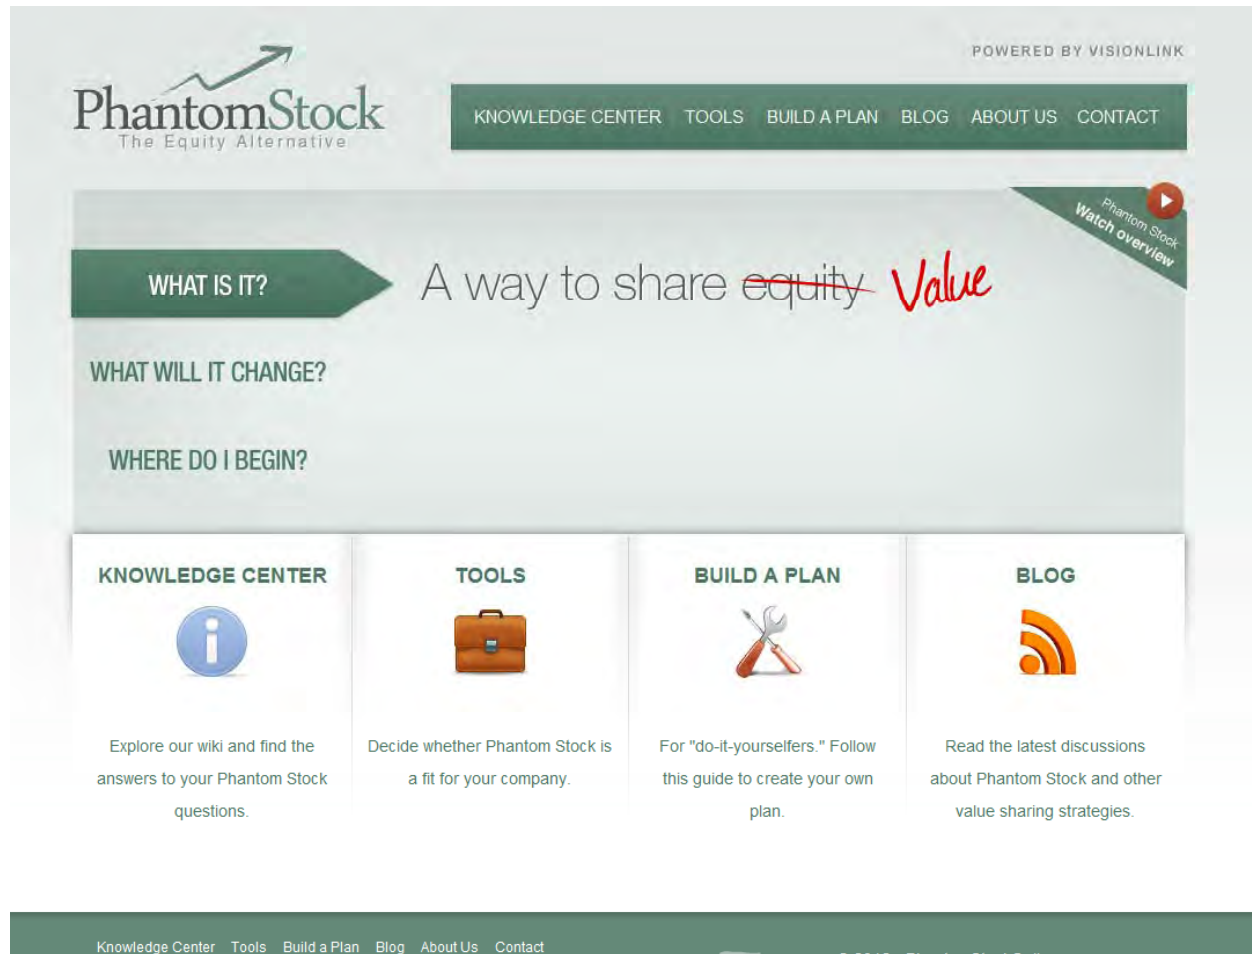 POWERED BY VISIONLINK
PhantomStock
The Equity Alternative
KNOWLEDGE CENTER TOOLS BUILD A PLAN BLOG ABOUT US CONTACT
Phantom Stock
Watch overview
WHAT IS IT?
A way to share equity Value
WHAT WILL IT CHANGE?
WHERE DO I BEGIN?
KNOWLEDGE CENTER
Explore our wiki and find the
answers to your Phantom Stock
questions.
TOOLS
Decide whether Phantom Stock is
a fit for your company.
BUILD A PLAN
For "do-it-yourselfers." Follow
this guide to create your own
plan.
BLOG
Read the latest discussions
about Phantom Stock and other
value sharing strategies.
Knowledge Center Tools Build a Plan Blog About Us Contact